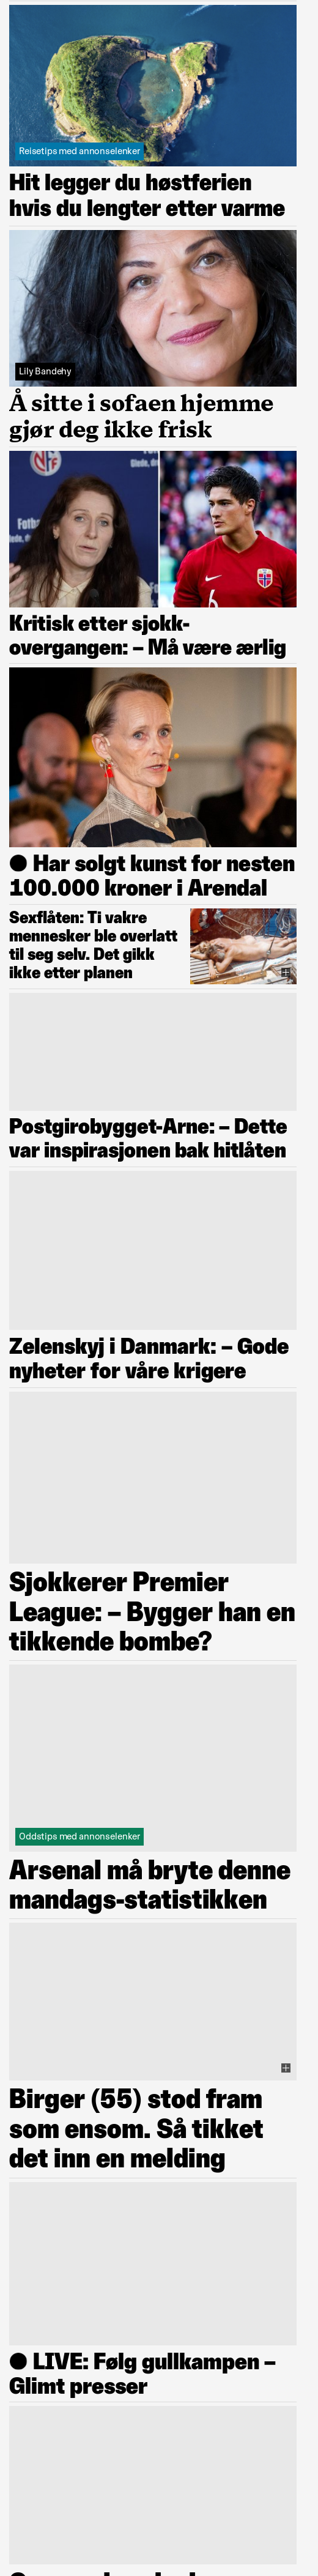 Reisetips med annonselenker
Hit legger du høstferien
hvis du lengter etter varme
Lily Bandehy
Å sitte i sofaen hjemme
gjør deg ikke frisk
NFF
Kritisk etter sjokk-
overgangen: – Må være ærlig
● Har solgt kunst for nesten
100.000 kroner i Arendal
Sexflåten: Ti vakre
mennesker ble overlatt
til seg selv. Det gikk
ikke etter planen
Postgirobygget-Arne: – Dette
var inspirasjonen bak hitlåten
Zelenskyj i Danmark: – Gode
nyheter for våre krigere
Sjokkerer Premier
League: – Bygger han en
tikkende bombe?
Oddstips med annonselenker
Arsenal må bryte denne
mandags-statistikken
Birger (55) stod fram
som ensom. Så tikket
det inn en melding
● LIVE: Følg gullkampen –
Glimt presser